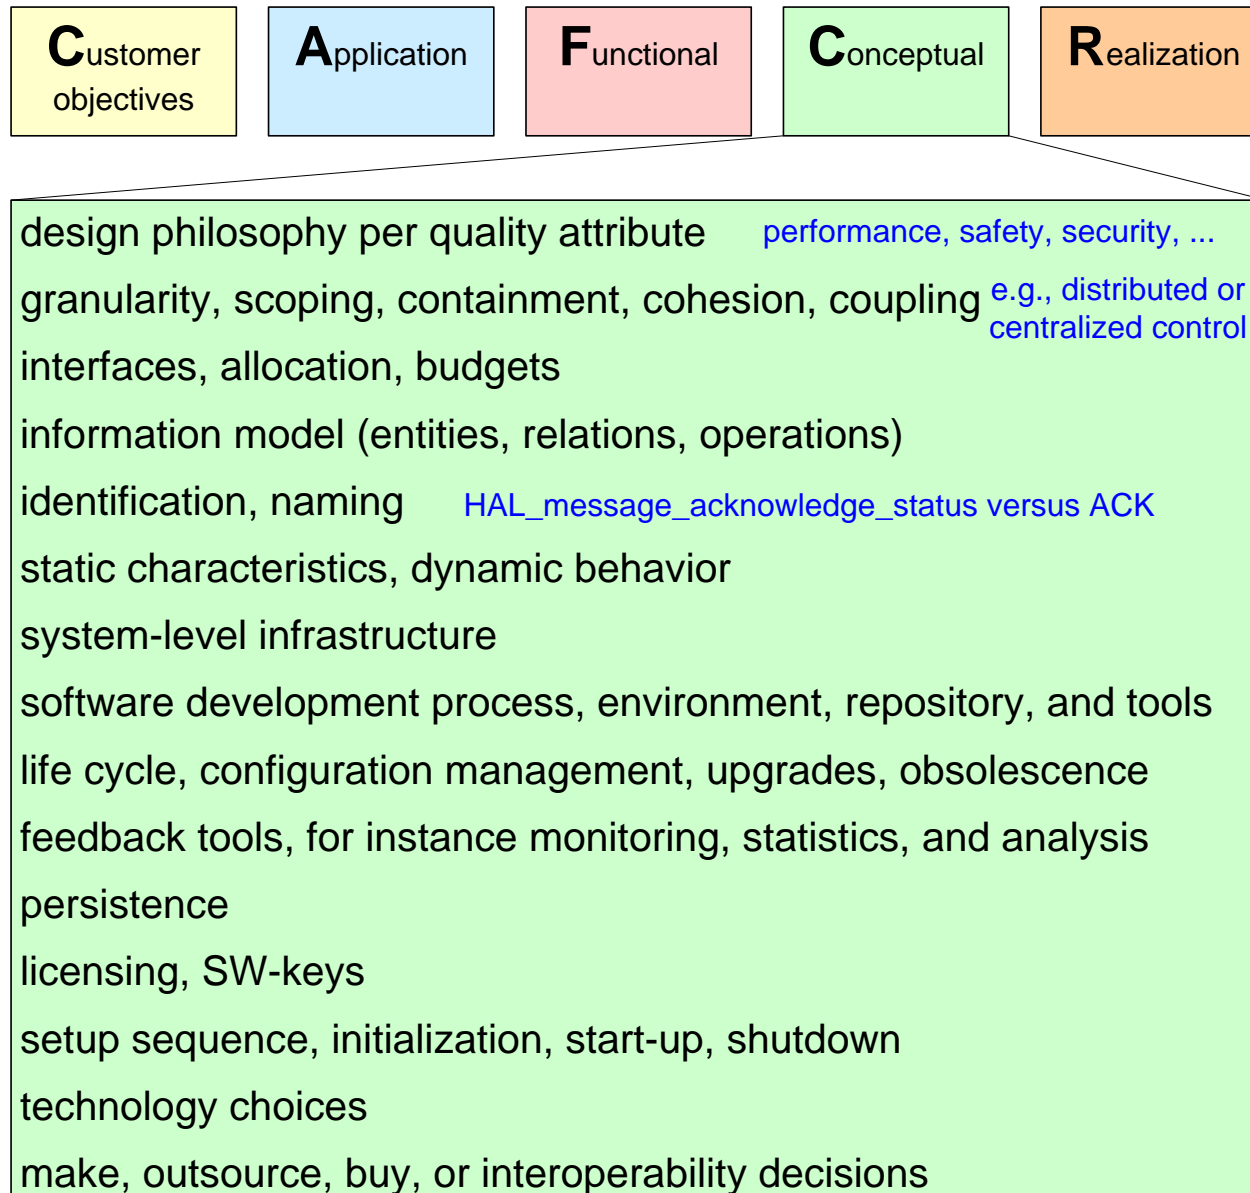 Customer
objectives
Application
Functional
Conceptual
Realization
design philosophy per quality attribute performance, safety, security, ...
granularity, scoping, containment, cohesion, coupling e.g., distributed or
centralized control
interfaces, allocation, budgets
information model (entities, relations, operations)
identification, naming HAL_message_acknowledge_status versus ACK
static characteristics, dynamic behavior
system-level infrastructure
software development process, environment, repository, and tools
life cycle, configuration management, upgrades, obsolescence
feedback tools, for instance monitoring, statistics, and analysis
persistence
licensing, SW-keys
setup sequence, initialization, start-up, shutdown
technology choices
make, outsource, buy, or interoperability decisions